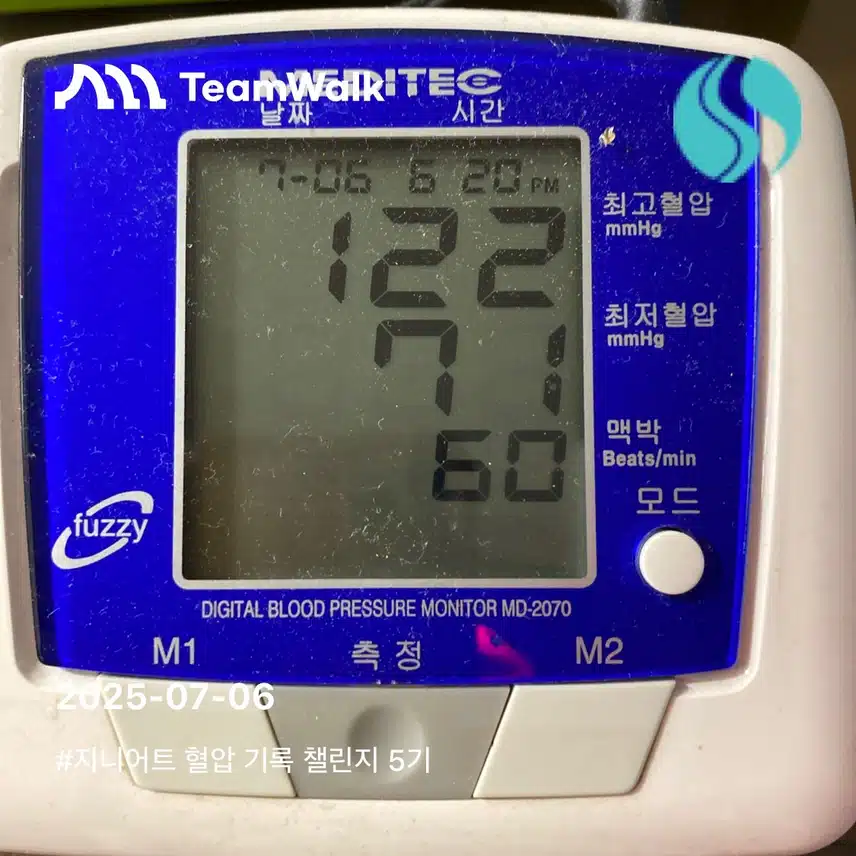 TeamWalk
MEDITEC
날짜 시간
7-06 6 20 PM
122
최고혈압
mmHg
71
최저혈압
mmHg
60
맥박
Beats/min
모드
fuzzy
DIGITAL BLOOD PRESSURE MONITOR MD-2070
M1 측정 M2
2025-07-06
#지니어트 혈압 기록 챌린지 5기